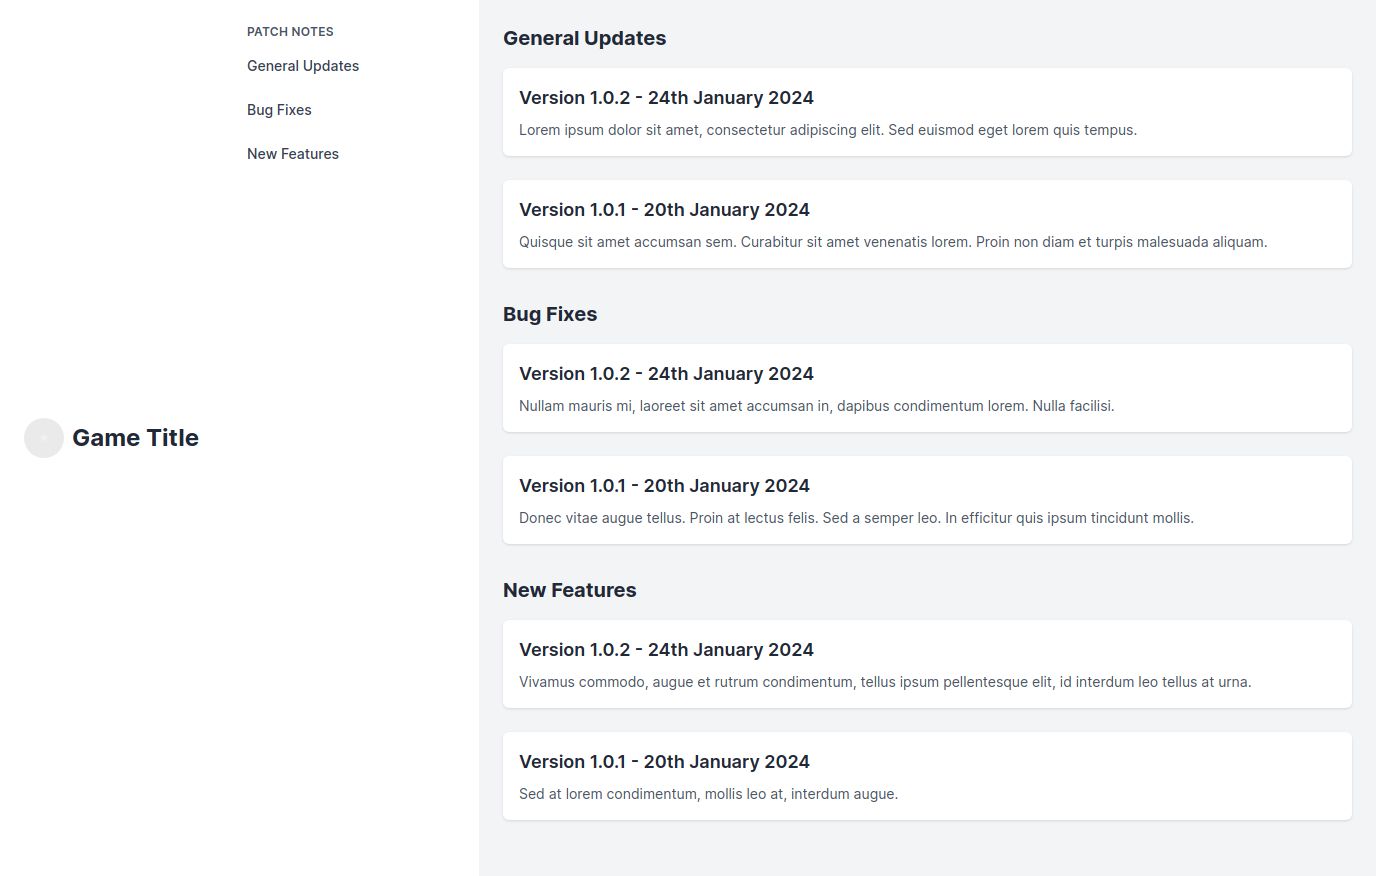 PATCH NOTES
General Updates
Bug Fixes
New Features
Game Title
General Updates
Version 1.0.2 - 24th January 2024
Lorem ipsum dolor sit amet, consectetur adipiscing elit. Sed euismod eget lorem quis tempus.
Version 1.0.1 - 20th January 2024
Quisque sit amet accumsan sem. Curabitur sit amet venenatis lorem. Proin non diam et turpis malesuada aliquam.
Bug Fixes
Version 1.0.2 - 24th January 2024
Nullam mauris mi, laoreet sit amet accumsan in, dapibus condimentum lorem. Nulla facilisi.
Version 1.0.1 - 20th January 2024
Donec vitae augue tellus. Proin at lectus felis. Sed a semper leo. In efficitur quis ipsum tincidunt mollis.
New Features
Version 1.0.2 - 24th January 2024
Vivamus commodo, augue et rutrum condimentum, tellus ipsum pellentesque elit, id interdum leo tellus at urna.
Version 1.0.1 - 20th January 2024
Sed at lorem condimentum, mollis leo at, interdum augue.